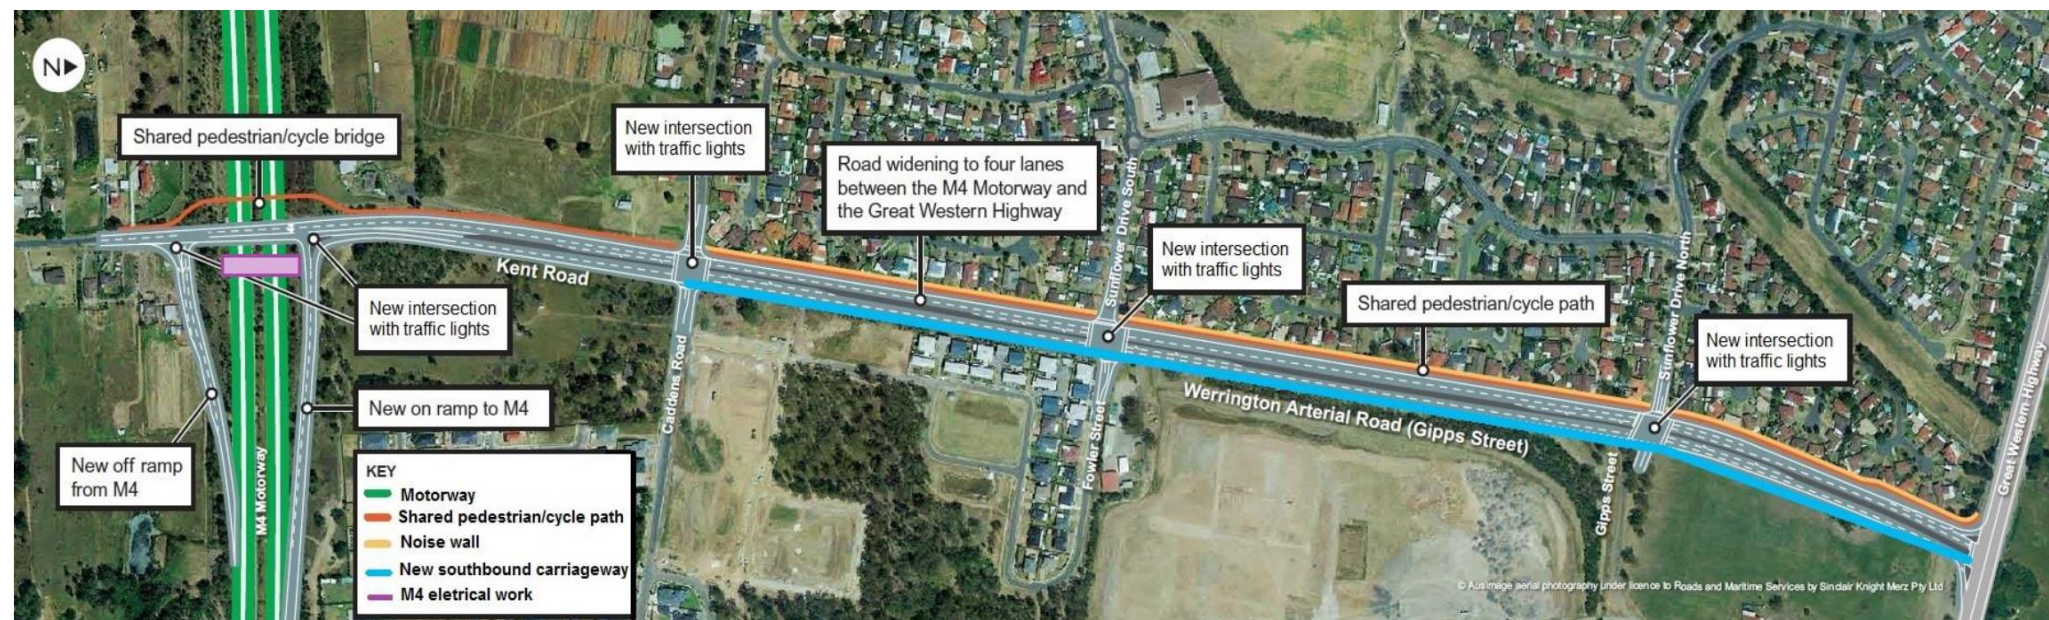 N
Shared pedestrian/cycle bridge
New intersection
with traffic lights
Road widening to four lanes
between the M4 Motorway and
the Great Western Highway
Sunflower Drive South
New intersection
with traffic lights
Shared pedestrian/cycle path
Sunflower Drive North
New intersection
with traffic lights
Great Western Highway
Kent Road
New intersection
with traffic lights
New on ramp to M4
New off ramp
from M4
M4 Motorway
Caddens Road
Fowler Street
Werrington Arterial Road (Gipps Street)
Gipps Street
KEY
Motorway
Shared pedestrian/cycle path
Noise wall
New southbound carriageway
M4 eletrical work
© Ausimage aerial photography under licence to Roads and Maritime Services by Sinclair Knight Merz Pty Ltd